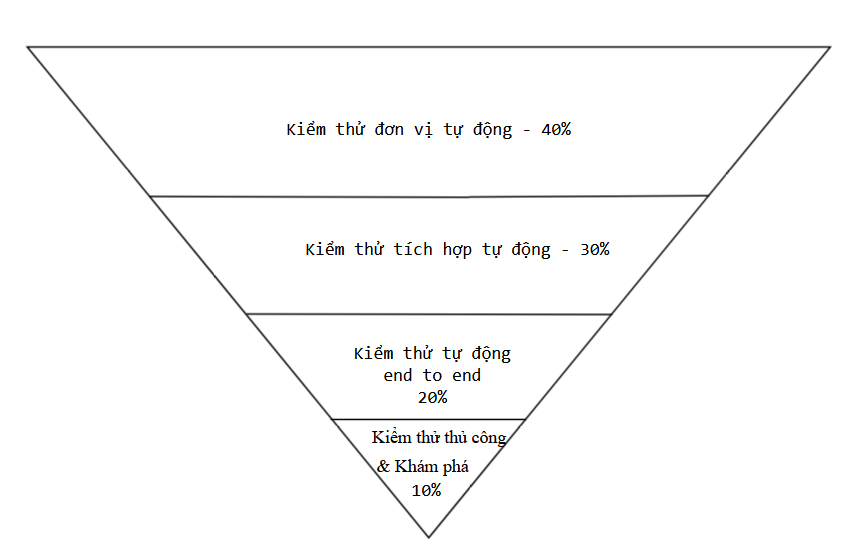 Kiểm thử đơn vị tự động - 40%
Kiểm thử tích hợp tự động - 30%
Kiểm thử tự động
end to end
20%
Kiểm thử thủ công
& Khám phá
10%